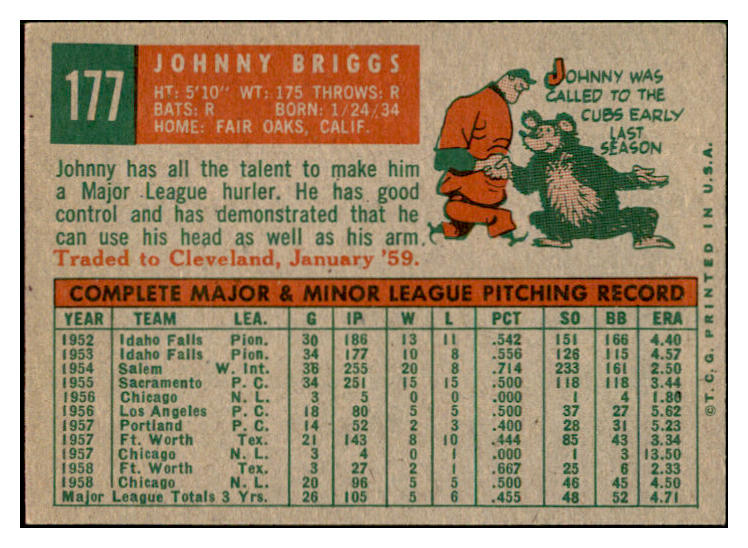 177
JOHNNY BRIGGS
HT: 5'10" WT: 175 THROWS: R
BATS: R BORN: 1/24/34
HOME: FAIR OAKS, CALIF.
JOHNNY WAS
CALLED TO THE
CUBS EARLY
LAST
SEASON
Johnny has all the talent to make him
a Major League hurler. He has good
control and has demonstrated that he
can use his head as well as his arm.
Traded to Cleveland, January '59.
COMPLETE MAJOR & MINOR LEAGUE PITCHING RECORD
YEAR TEAM LEA. G IP W L PCT SO BB ERA
1952 Idaho Falls Pion. 30 186 13 11 .542 151 166 4.40
1953 Idaho Falls Pion. 34 177 10 8 .556 126 115 4.57
1954 Salem W. Int. 36 255 20 8 .714 233 161 2.50
1955 Sacramento P. C. 34 251 15 15 .500 118 118 3.44
1956 Chicago N. L. 3 5 0 0 .000 1 4 1.80
1956 Los Angeles P. C. 18 80 5 5 .500 37 27 5.62
1957 Portland P. C. 14 52 2 3 .400 28 31 5.23
1957 Ft. Worth Tex. 21 143 8 10 .444 85 43 3.34
1957 Chicago N. L. 3 4 0 1 .000 1 3 13.50
1958 Ft. Worth Tex. 3 27 2 1 .667 25 6 2.33
1958 Chicago N. L. 20 96 5 5 .500 46 45 4.50
Major League Totals 3 Yrs. 26 105 5 6 .455 48 52 4.71
©T.C.G. PRINTED IN U.S.A.